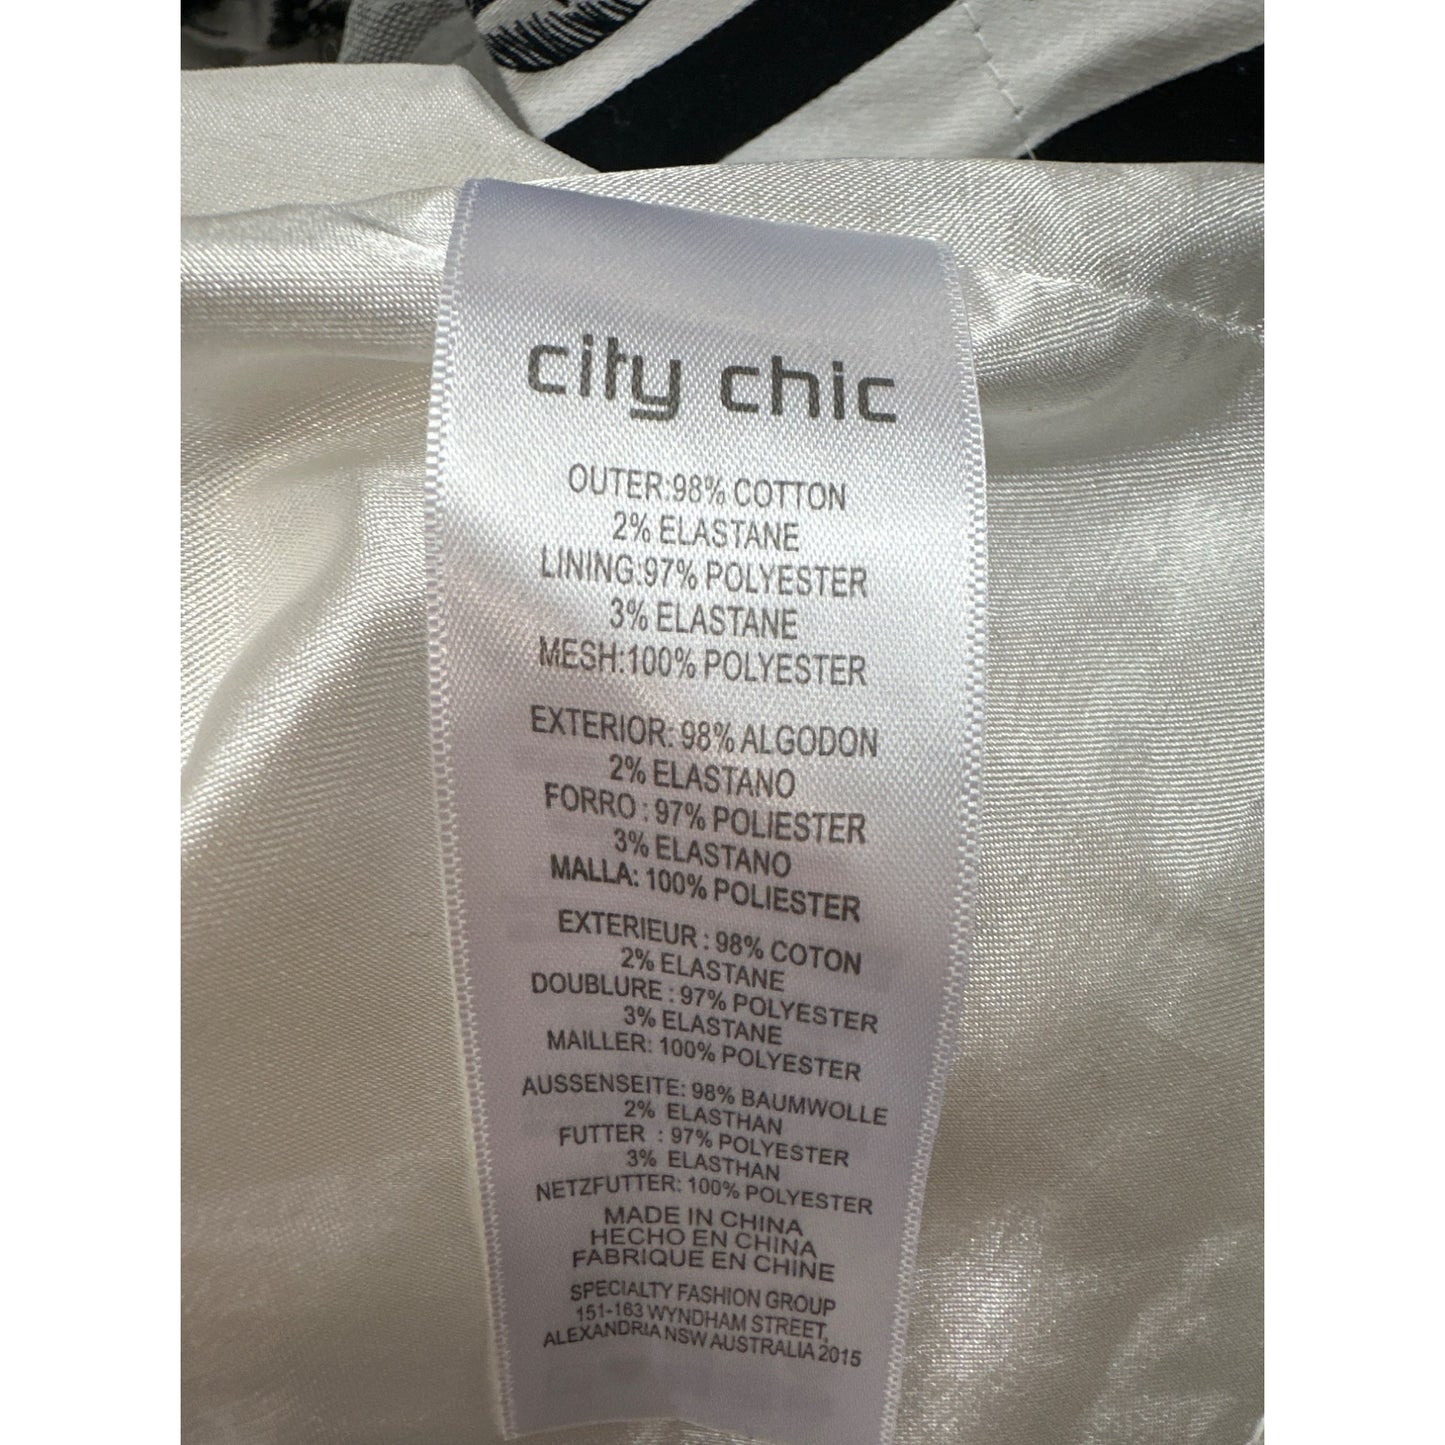 city chic
OUTER:98% COTTON
2% ELASTANE
LINING:97% POLYESTER
3% ELASTANE
MESH:100% POLYESTER
EXTERIOR: 98% ALGODON
2% ELASTANO
FORRO : 97% POLIESTER
3% ELASTANO
MALLA: 100% POLIESTER
EXTERIEUR : 98% COTON
2% ELASTANE
DOUBLURE : 97% POLYESTER
3% ELASTANE
MAILLER: 100% POLYESTER
AUSSENSEITE: 98% BAUMWOLLE
2% ELASTHAN
FUTTER : 97% POLYESTER
3% ELASTHAN
NETZFUTTER: 100% POLYESTER
MADE IN CHINA
HECHO EN CHINA
FABRIQUE EN CHINE
SPECIALTY FASHION GROUP
151-163 WYNDHAM STREET,
ALEXANDRIA NSW AUSTRALIA 2015